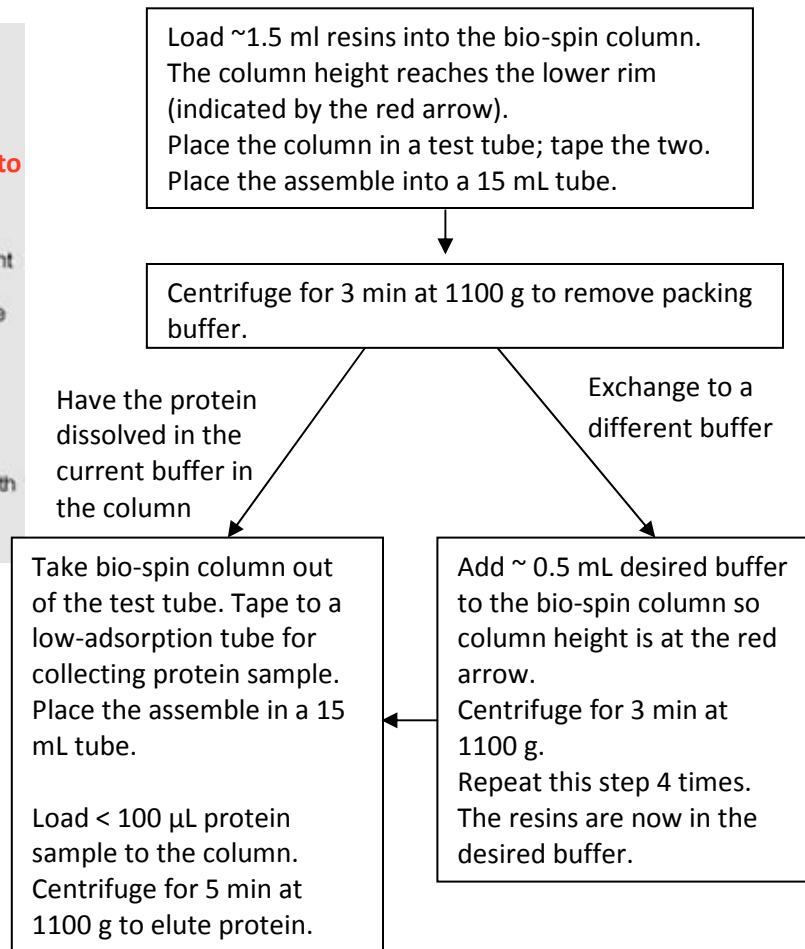 to
nt
e
th
Load ~1.5 ml resins into the bio-spin column.
The column height reaches the lower rim
(indicated by the red arrow).
Place the column in a test tube; tape the two.
Place the assemble into a 15 mL tube.
Centrifuge for 3 min at 1100 g to remove packing
buffer.
Have the protein
dissolved in the
current buffer in
the column
Exchange to a
different buffer
Take bio-spin column out
of the test tube. Tape to a
low-adsorption tube for
collecting protein sample.
Place the assemble in a 15
mL tube.
Load < 100 µL protein
sample to the column.
Centrifuge for 5 min at
1100 g to elute protein.
Add ~ 0.5 mL desired buffer
to the bio-spin column so
column height is at the red
arrow.
Centrifuge for 3 min at
1100 g.
Repeat this step 4 times.
The resins are now in the
desired buffer.